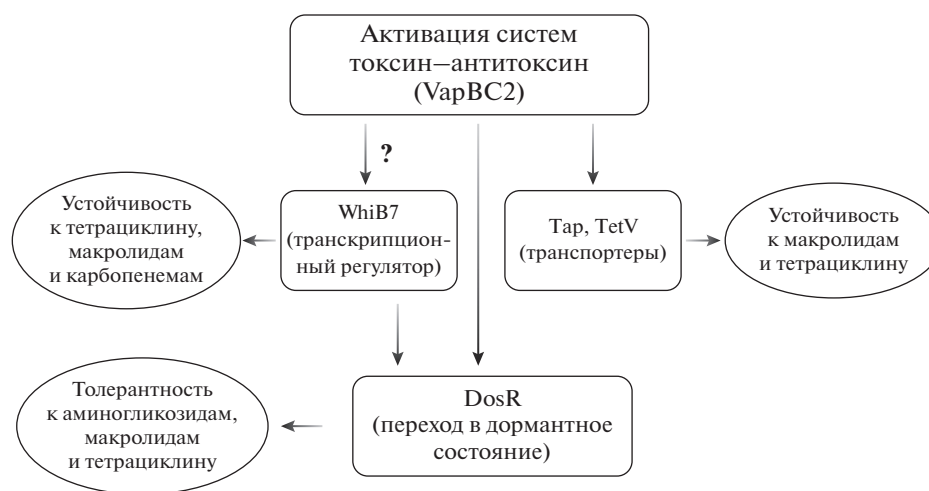 Активация систем
токсин–антитоксин
(VapBC2)
?
Устойчивость
к тетрациклину,
макролидам
и карбопенемам
WhiB7
(транскрипцион-
ный регулятор)
Tap, TetV
(транспортеры)
Устойчивость
к макролидам
и тетрациклину
Толерантность
к аминогликозидам,
макролидам
и тетрациклину
DosR
(переход в дормантное
состояние)